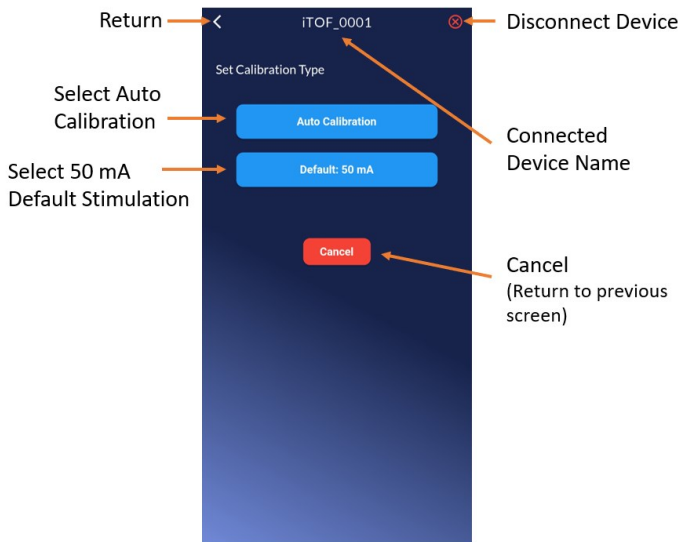 Return
iTOF_0001
Disconnect Device
Set Calibration Type
Select Auto
Calibration
Auto Calibration
Connected
Device Name
Select 50 mA
Default Stimulation
Default: 50 mA
Cancel
Cancel
(Return to previous
screen)